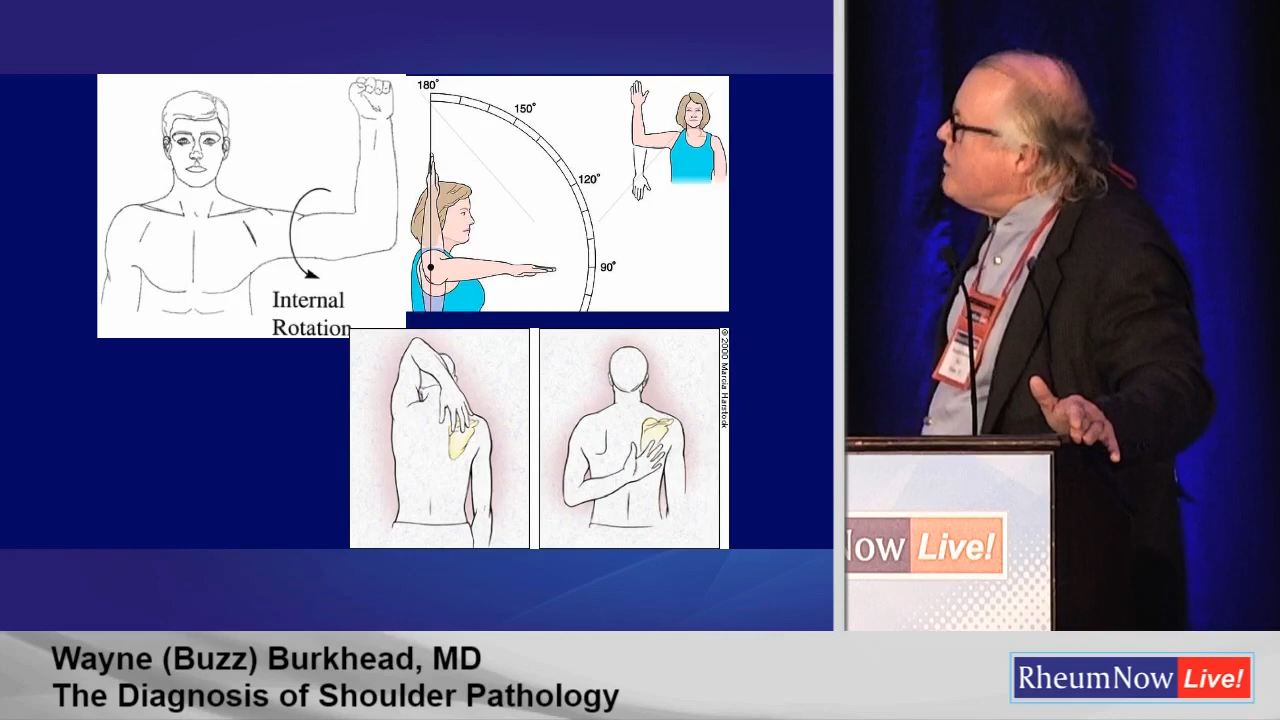 180°
150°
120°
90°
Internal
Rotation
© 2000 Marcia Harstock
Now Live!
Wayne (Buzz) Burkhead, MD
The Diagnosis of Shoulder Pathology
RheumNow Live!